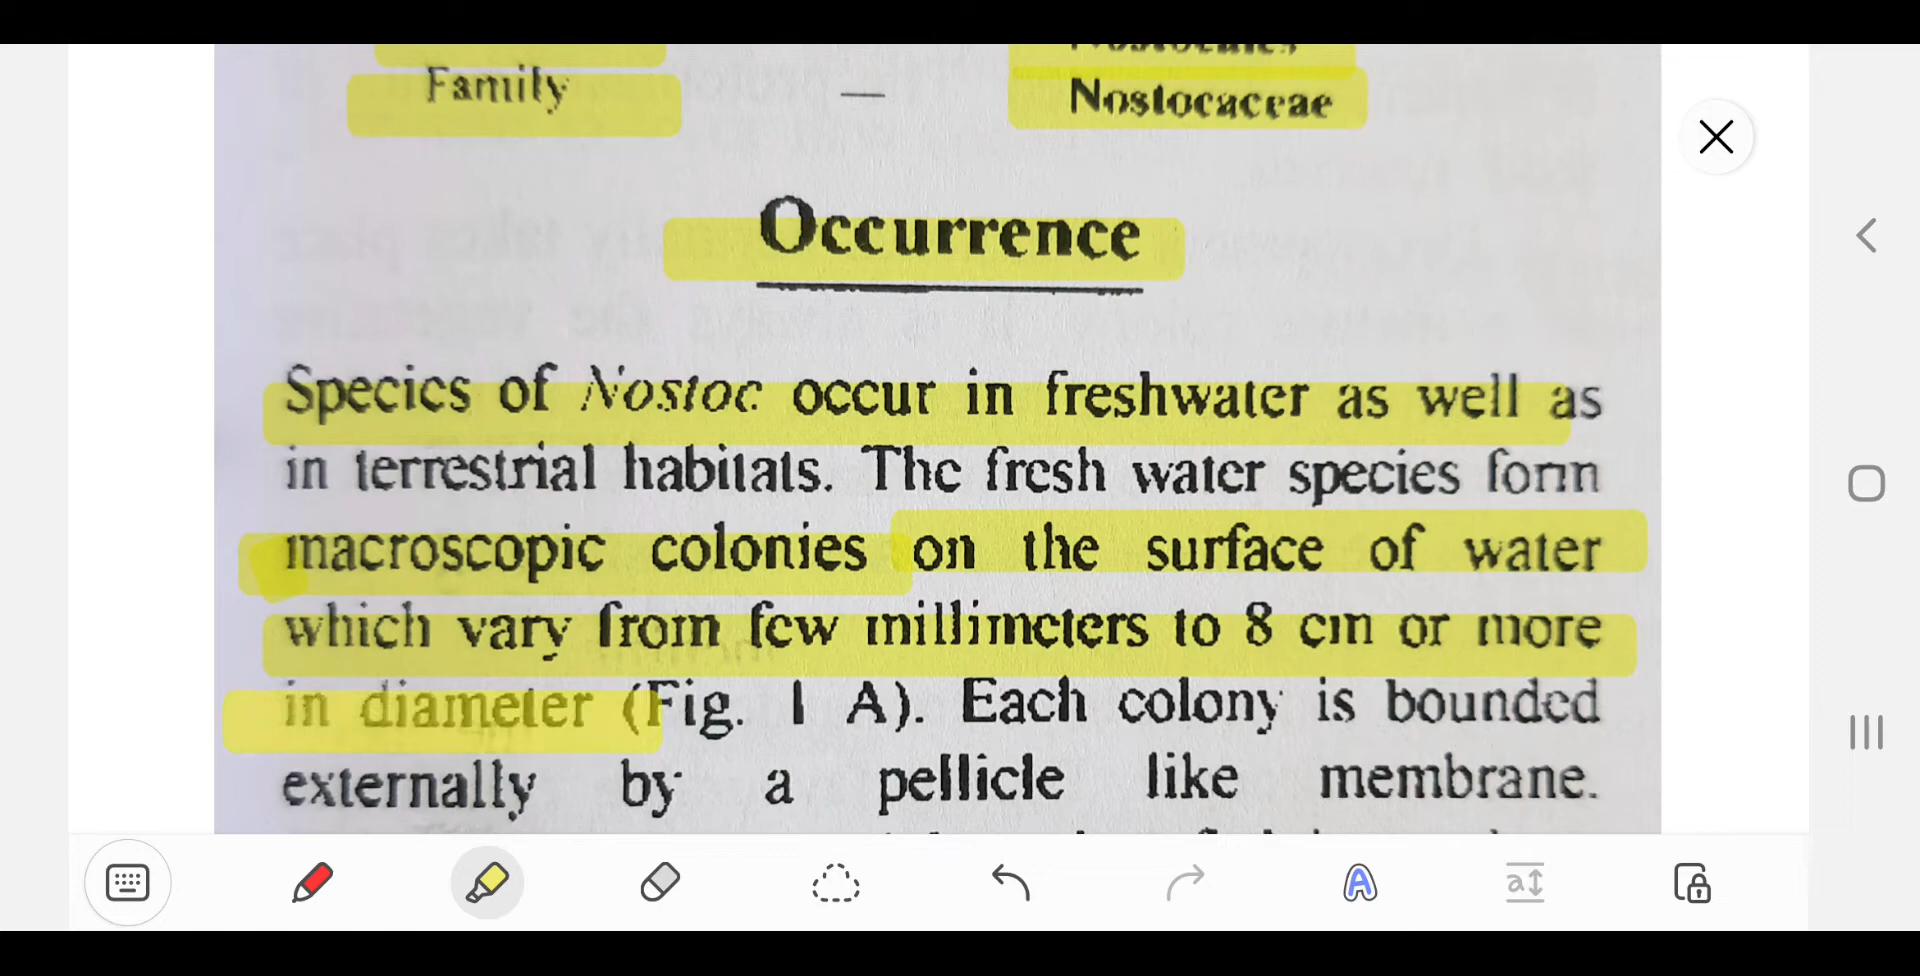 Nostocales
Family — Nostocaceae
Occurrence
Species of Nostoc occur in freshwater as well as
in terrestrial habitats. The fresh water species form
macroscopic colonies on the surface of water
which vary from few millimeters to 8 cm or more
in diameter (Fig. 1 A). Each colony is bounded
externally by a pellicle like membrane.